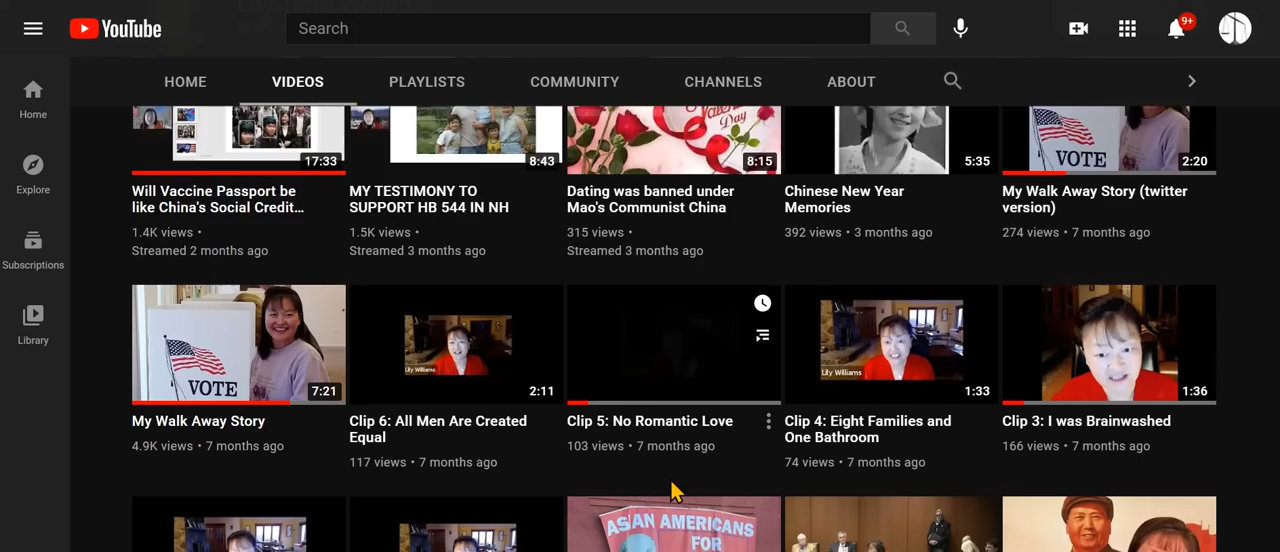 YouTube
Search
9+
HOME
VIDEOS
PLAYLISTS
COMMUNITY
CHANNELS
ABOUT
Home
Explore
Subscriptions
Library
17:33
8:43
Day
8:15
5:35
VOTE
2:20
Will Vaccine Passport be
like China's Social Credit...
1.4K views •
Streamed 2 months ago
MY TESTIMONY TO
SUPPORT HB 544 IN NH
1.5K views •
Streamed 3 months ago
Dating was banned under
Mao's Communist China
315 views •
Streamed 3 months ago
Chinese New Year
Memories
392 views • 3 months ago
My Walk Away Story (twitter
version)
274 views • 7 months ago
VOTE
7:21
Lily Williams
2:11
Lily Williams
1:33
1:36
My Walk Away Story
4.9K views • 7 months ago
Clip 6: All Men Are Created
Equal
117 views • 7 months ago
Clip 5: No Romantic Love
103 views • 7 months ago
Clip 4: Eight Families and
One Bathroom
74 views • 7 months ago
Clip 3: I was Brainwashed
166 views • 7 months ago
ASIAN AMERICANS
FOR